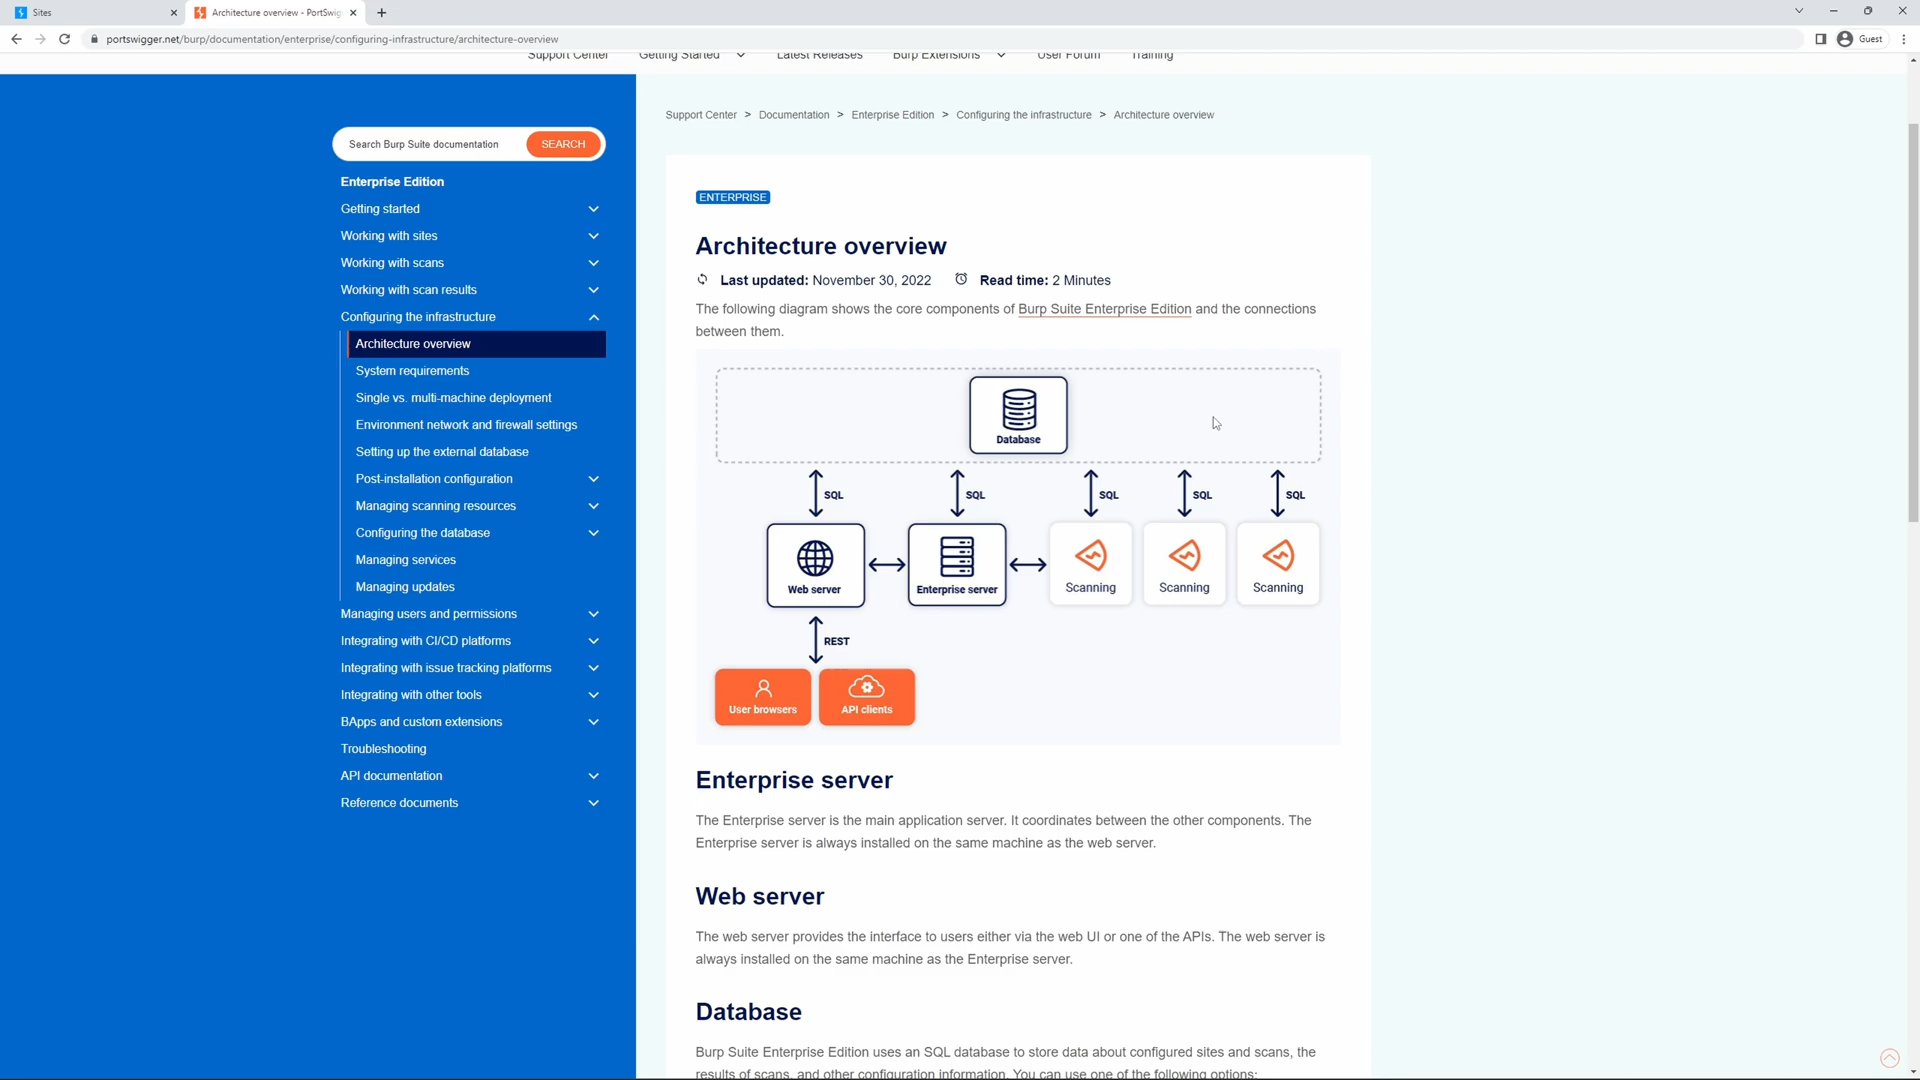 Sites
Architecture overview - PortSwig
portswigger.net/burp/documentation/enterprise/configuring-infrastructure/architecture-overview
Guest
Support Center
Getting Started
Latest Releases
Burp Extensions
User Forum
Training
Search Burp Suite documentation
SEARCH
Enterprise Edition
Getting started
Working with sites
Working with scans
Working with scan results
Configuring the infrastructure
Architecture overview
System requirements
Single vs. multi-machine deployment
Environment network and firewall settings
Setting up the external database
Post-installation configuration
Managing scanning resources
Configuring the database
Managing services
Managing updates
Managing users and permissions
Integrating with CI/CD platforms
Integrating with issue tracking platforms
Integrating with other tools
BApps and custom extensions
Troubleshooting
API documentation
Reference documents
Support Center > Documentation > Enterprise Edition > Configuring the infrastructure > Architecture overview
ENTERPRISE
Architecture overview
Last updated: November 30, 2022 Read time: 2 Minutes
The following diagram shows the core components of Burp Suite Enterprise Edition and the connections
between them.
Database
SQL
SQL
SQL
SQL
SQL
Web server
Enterprise server
Scanning
Scanning
Scanning
REST
User browsers
API clients
Enterprise server
The Enterprise server is the main application server. It coordinates between the other components. The
Enterprise server is always installed on the same machine as the web server.
Web server
The web server provides the interface to users either via the web UI or one of the APIs. The web server is
always installed on the same machine as the Enterprise server.
Database
Burp Suite Enterprise Edition uses an SQL database to store data about configured sites and scans, the
results of scans, and other configuration information. You can use one of the following options: